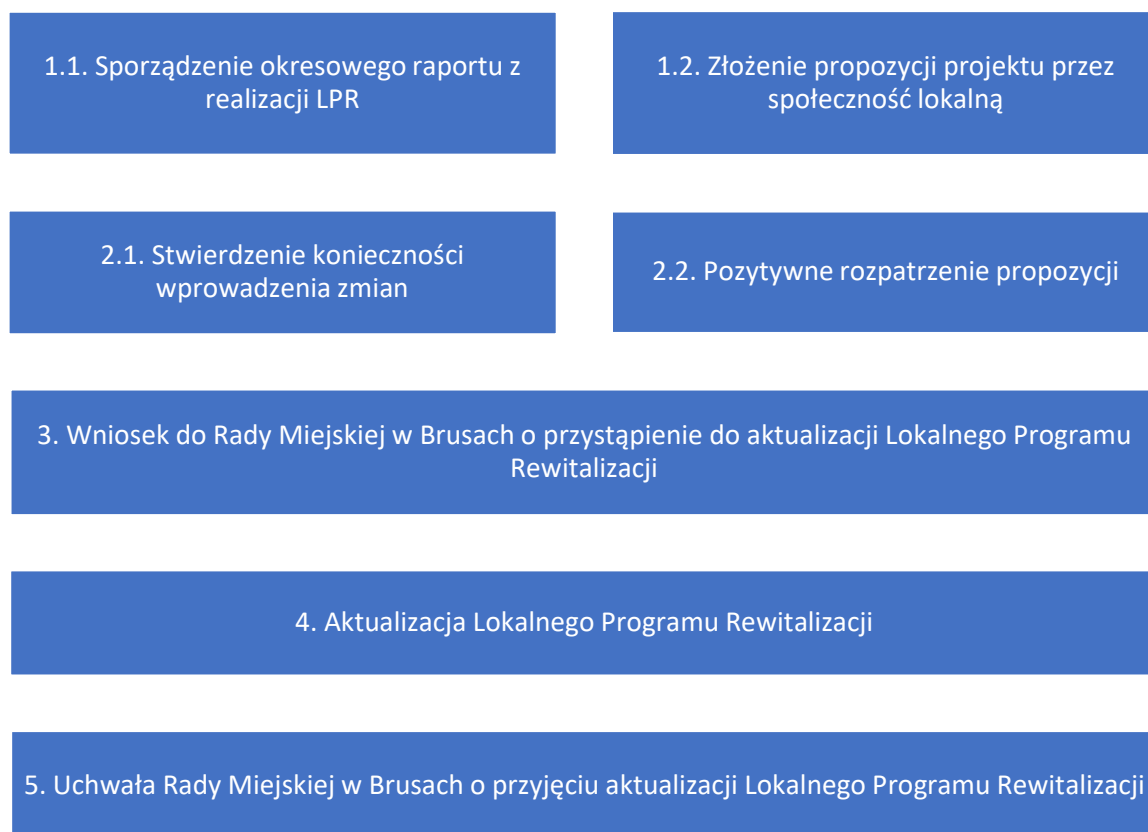 1.1. Sporządzenie okresowego raportu z
realizacji LPR
1.2. Złożenie propozycji projektu przez
społeczność lokalną
2.1. Stwierdzenie konieczności
wprowadzenia zmian
2.2. Pozytywne rozpatrzenie propozycji
3. Wniosek do Rady Miejskiej w Brusach o przystąpienie do aktualizacji Lokalnego Programu
Rewitalizacji
4. Aktualizacja Lokalnego Programu Rewitalizacji
5. Uchwała Rady Miejskiej w Brusach o przyjęciu aktualizacji Lokalnego Programu Rewitalizacji